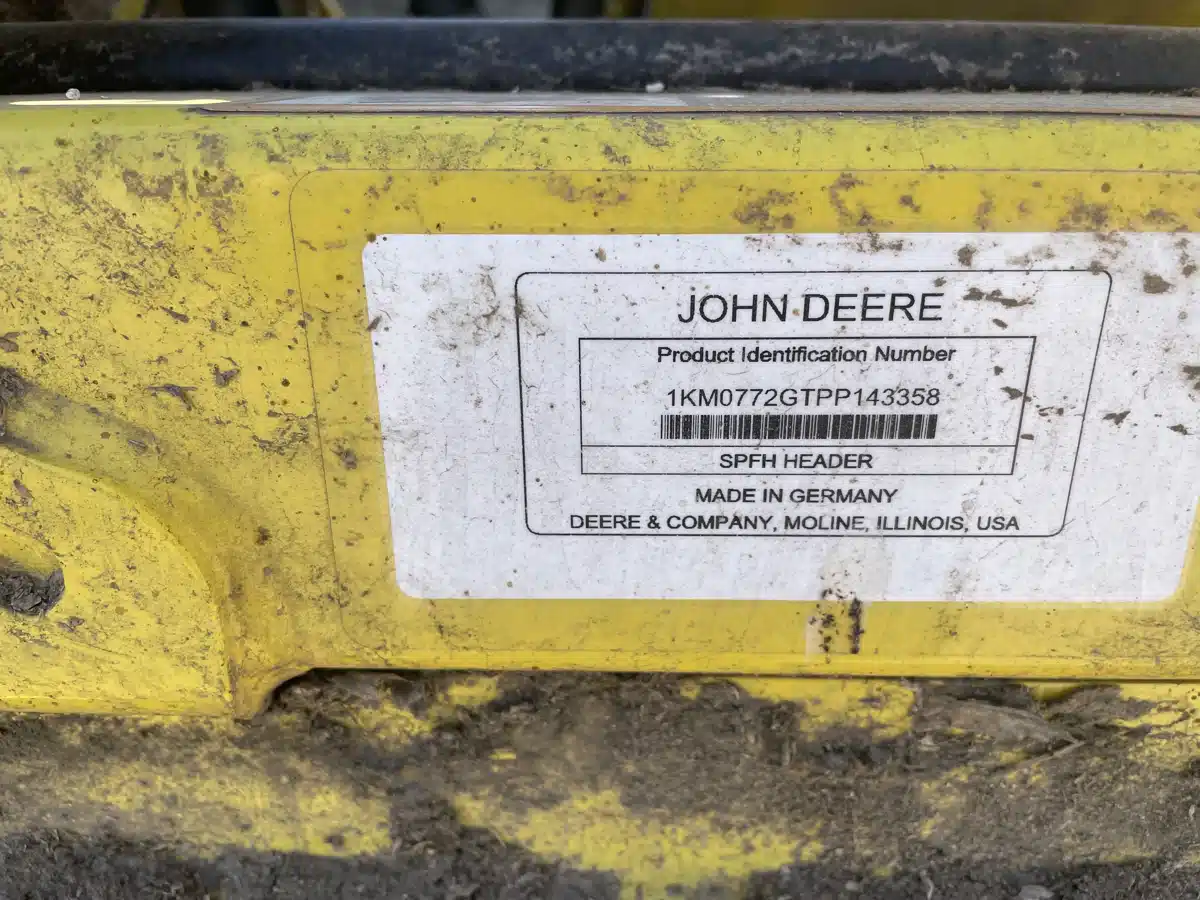 JOHN DEERE
Product Identification Number
1KM0772GTPP143358
SPFH HEADER
MADE IN GERMANY
DEERE & COMPANY, MOLINE, ILLINOIS, USA